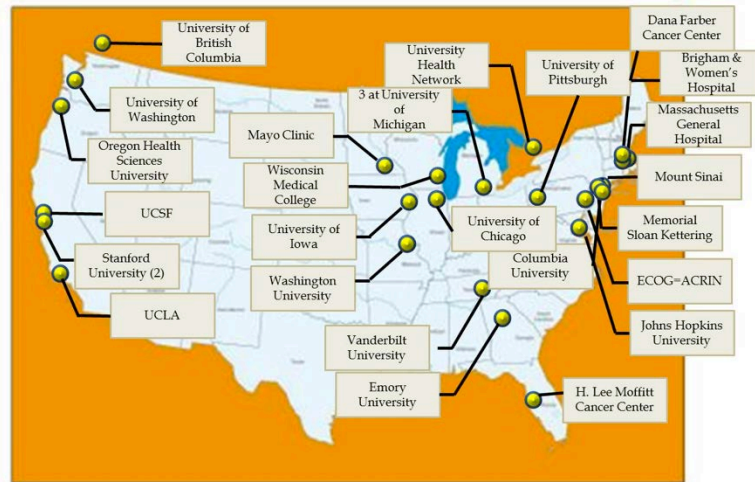 University of
British
Columbia
University
Health
Network
University of
Pittsburgh
Dana Farber
Cancer Center
Brigham &
Women's
Hospital
University of
Washington
3 at University
of
Michigan
Massachusetts
General
Hospital
Oregon Health
Sciences
University
Mayo Clinic
Wisconsin
Medical
College
Mount Sinai
UCSF
University of
Iowa
University of
Chicago
Memorial
Sloan Kettering
Stanford
University (2)
Washington
University
Columbia
University
ECOG=ACRIN
UCLA
Vanderbilt
University
Johns Hopkins
University
Emory
University
H. Lee Moffitt
Cancer Center